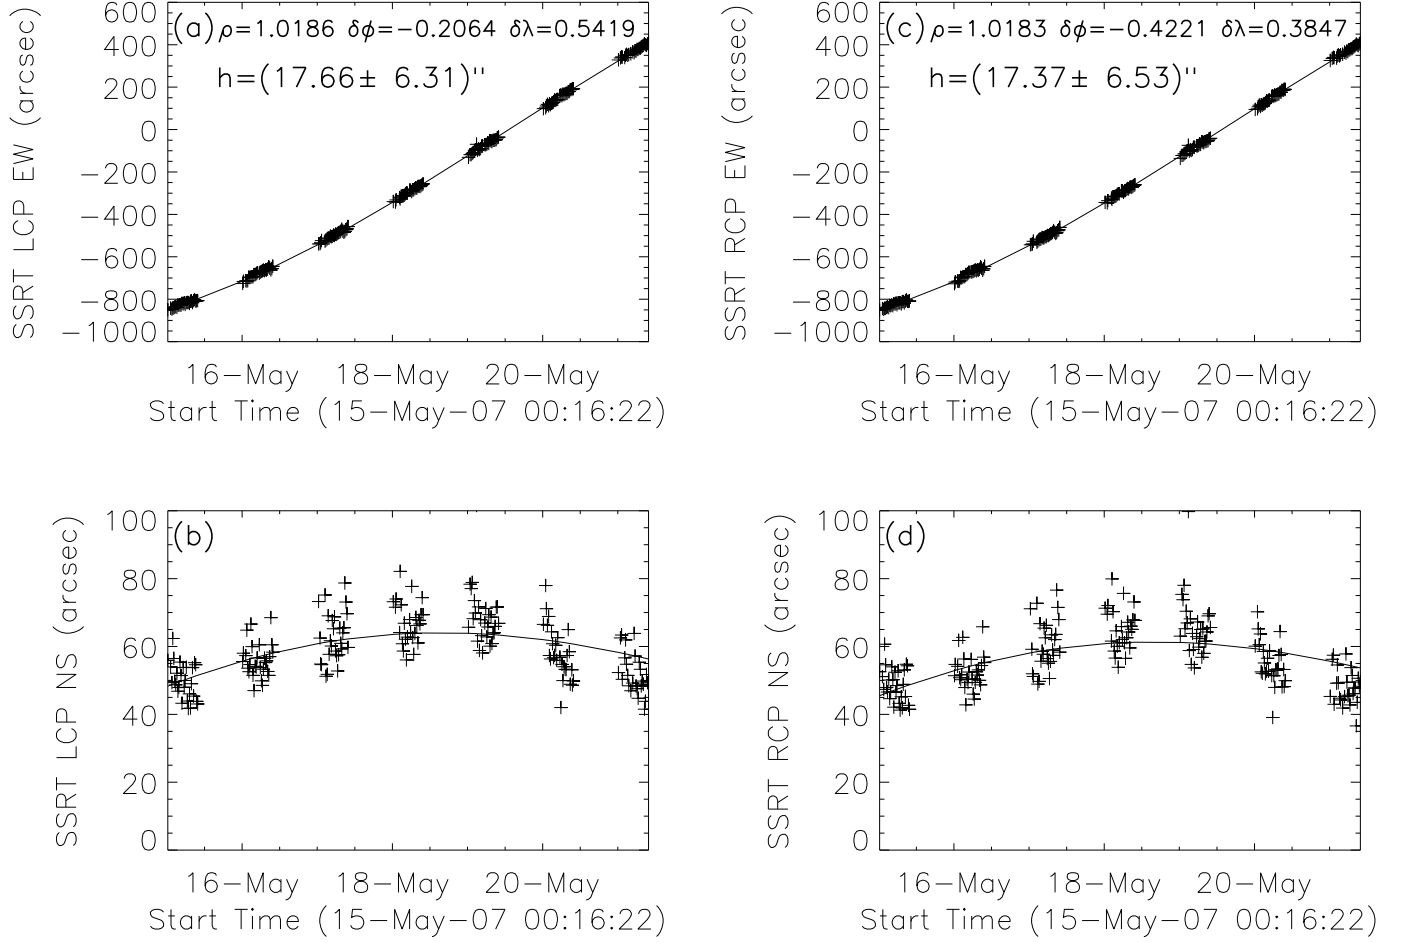 (a) ρ=1.0186 δϕ=−0.2064 δλ=0.5419
h=(17.66± 6.31)''
SSRT LCP EW (arcsec)
600
400
200
0
−200
−400
−600
−800
−1000
16−May 18−May 20−May
Start Time (15−May−07 00:16:22)
(c) ρ=1.0183 δϕ=−0.4221 δλ=0.3847
h=(17.37± 6.53)''
SSRT RCP EW (arcsec)
600
400
200
0
−200
−400
−600
−800
−1000
16−May 18−May 20−May
Start Time (15−May−07 00:16:22)
(b)
SSRT LCP NS (arcsec)
100
80
60
40
20
0
16−May 18−May 20−May
Start Time (15−May−07 00:16:22)
(d)
SSRT RCP NS (arcsec)
100
80
60
40
20
0
16−May 18−May 20−May
Start Time (15−May−07 00:16:22)